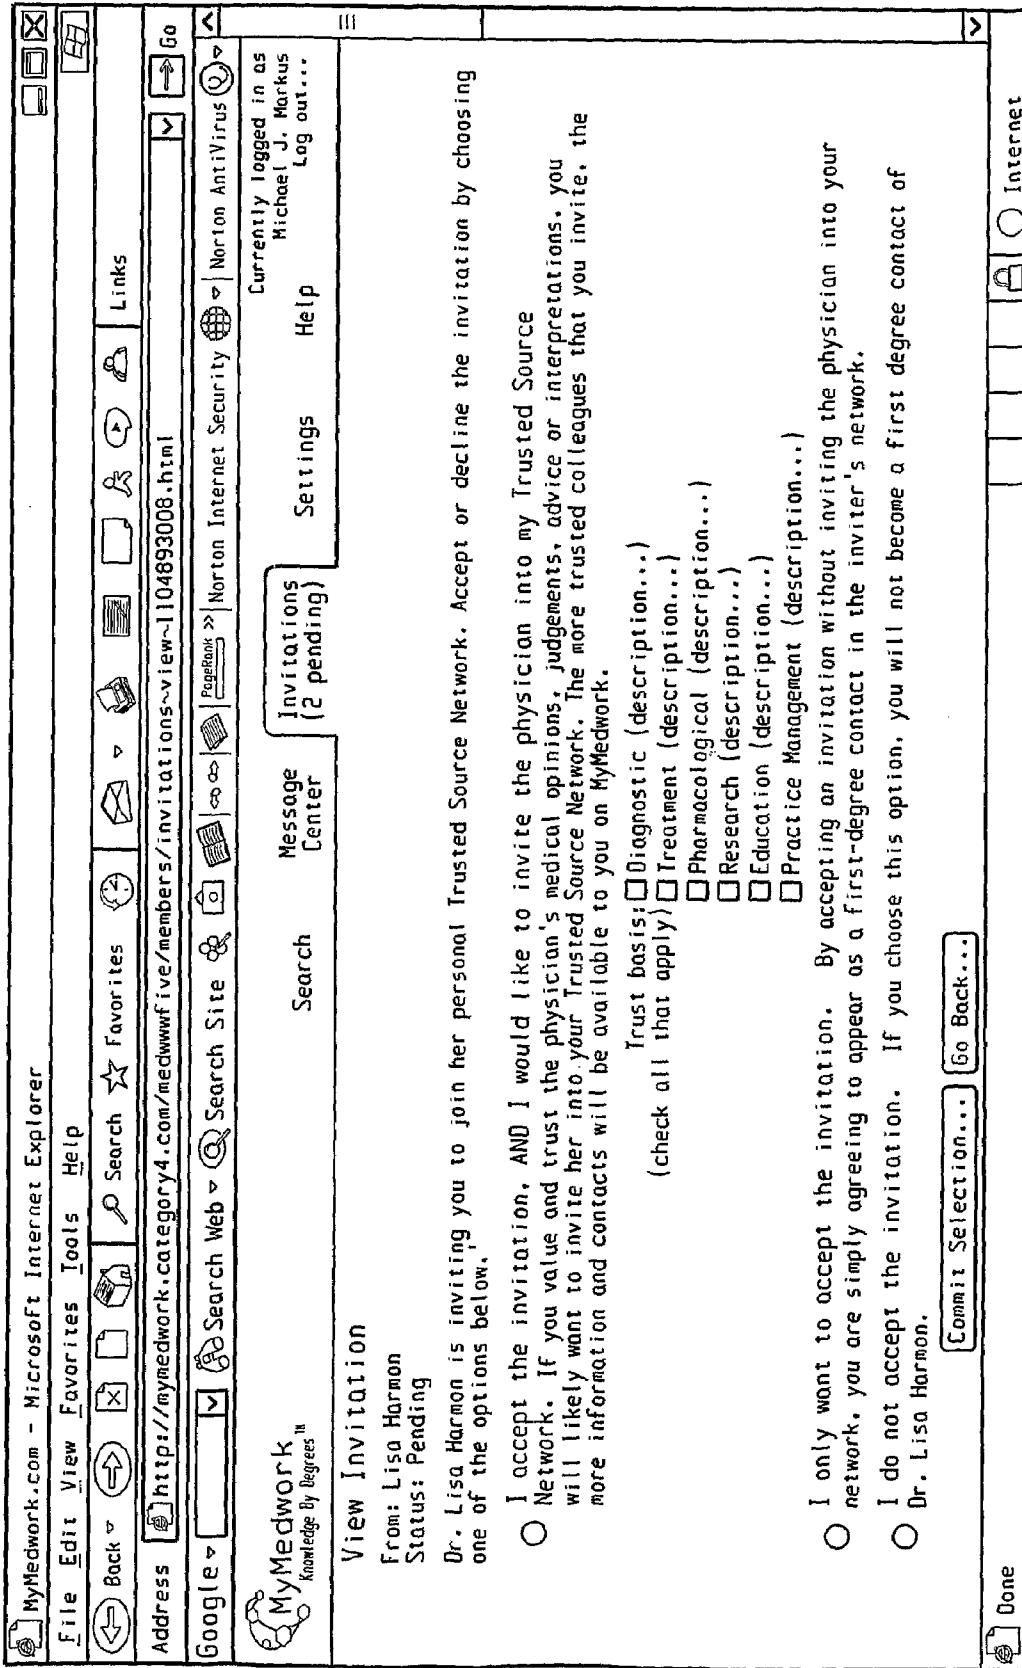 MyMedwork.com - Microsoft Internet Explorer
File Edit View Favorites Tools Help
Back Search Favorites Links
Address http://mymedwork.category4.com/medwwwfive/members/invitations~view~1104893008.html Go
Google Search Web Search Site PageRank >> Norton Internet Security Norton AntiVirus
Currently logged in as
Michael J. Markus
Log out...
MyMedwork
Knowledge By Degrees TM
Search
Message
Center
Invitations
(2 pending)
Settings
Help
View Invitation
From: Lisa Harmon
Status: Pending
Dr. Lisa Harmon is inviting you to join her personal Trusted Source Network. Accept or decline the invitation by choosing
one of the options below.
I accept the invitation, AND I would like to invite the physician into my Trusted Source
Network. If you value and trust the physician's medical opinions, judgements, advice or interpretations, you
will likely want to invite her into your Trusted Source Network. The more trusted colleagues that you invite, the
more information and contacts will be available to you on MyMedwork.
Trust basis: Diagnostic (description...)
(check all that apply) Treatment (description...)
Pharmacological (description...)
Research (description...)
Education (description...)
Practice Management (description...)
I only want to accept the invitation. By accepting an invitation without inviting the physician into your
network, you are simply agreeing to appear as a first-degree contact in the inviter's network.
I do not accept the invitation. If you choose this option, you will not become a first degree contact of
Dr. Lisa Harmon.
Commit Selection... Go Back...
Done Internet